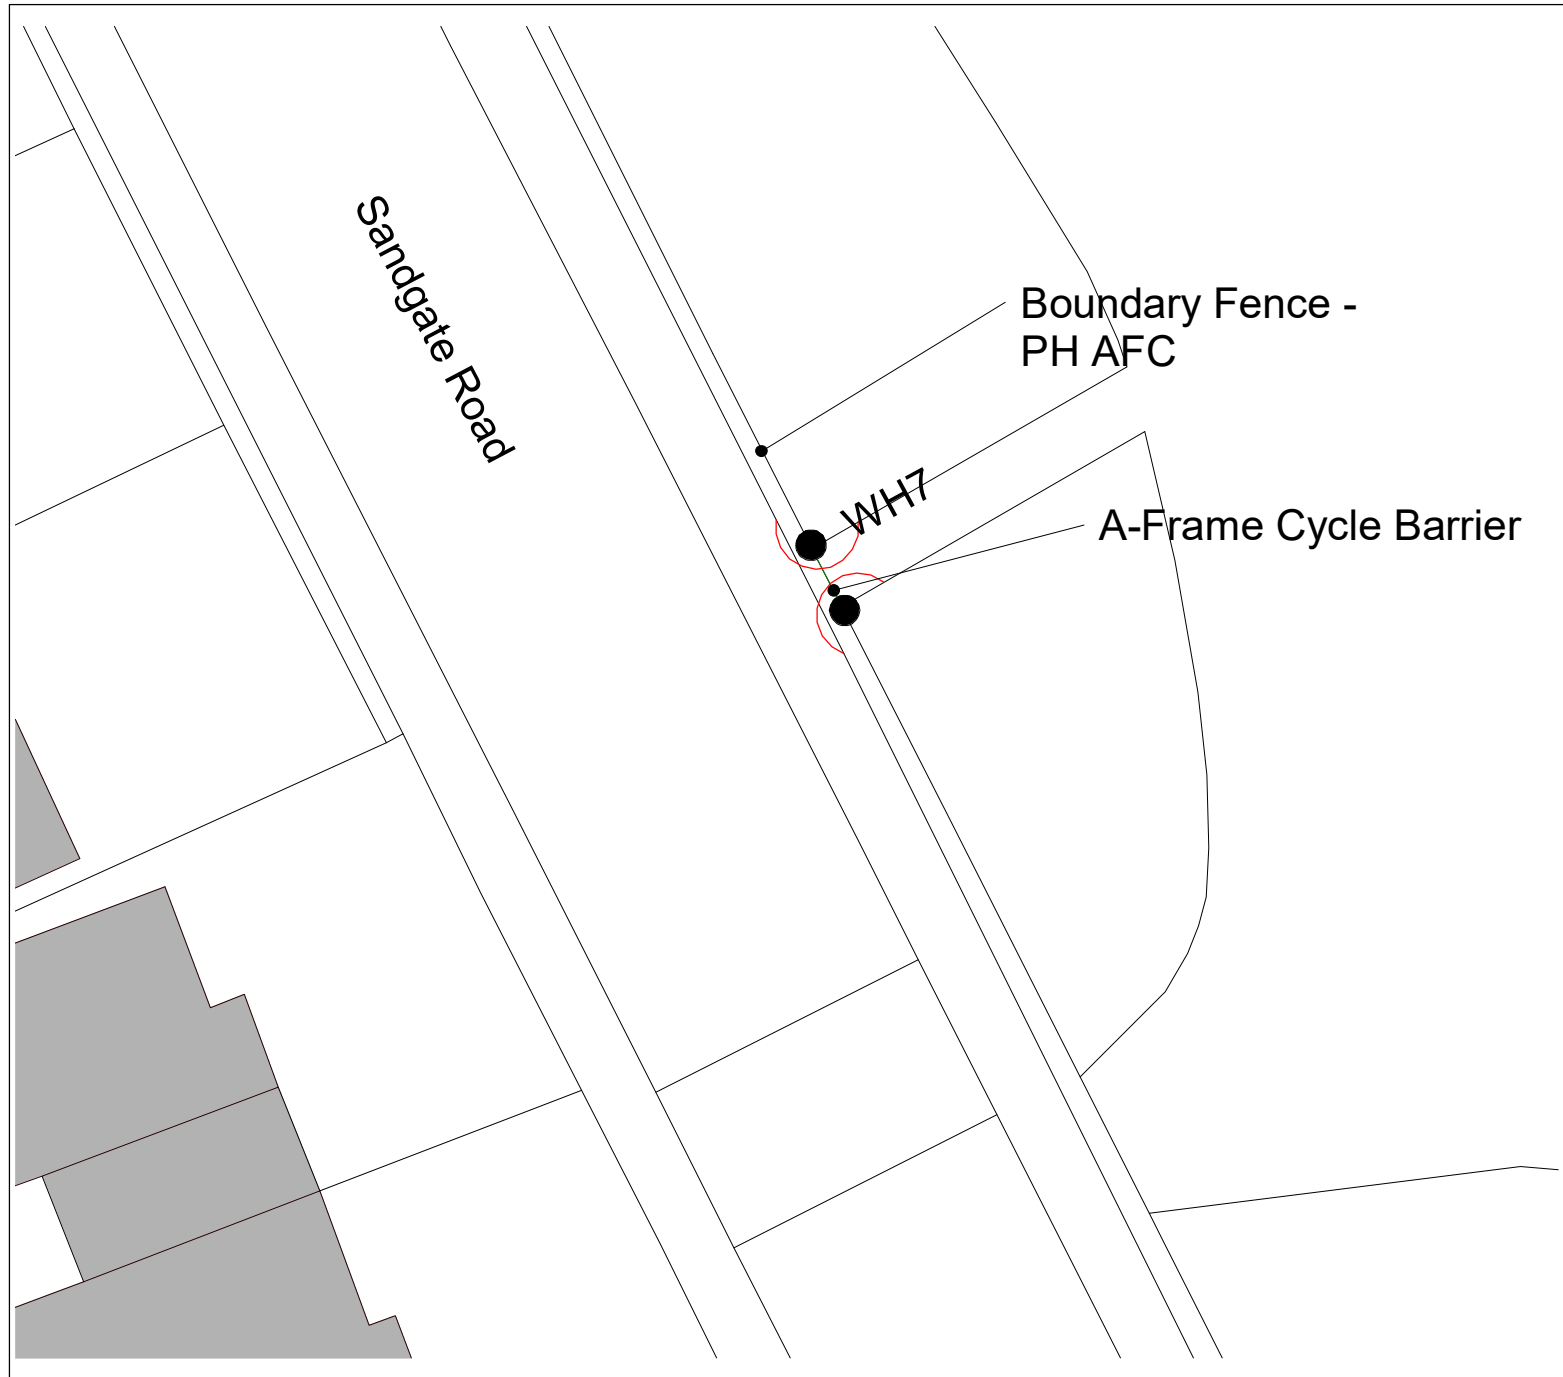 Sandgate Road
Boundary Fence -
PH AFC
WH7
A-Frame Cycle Barrier